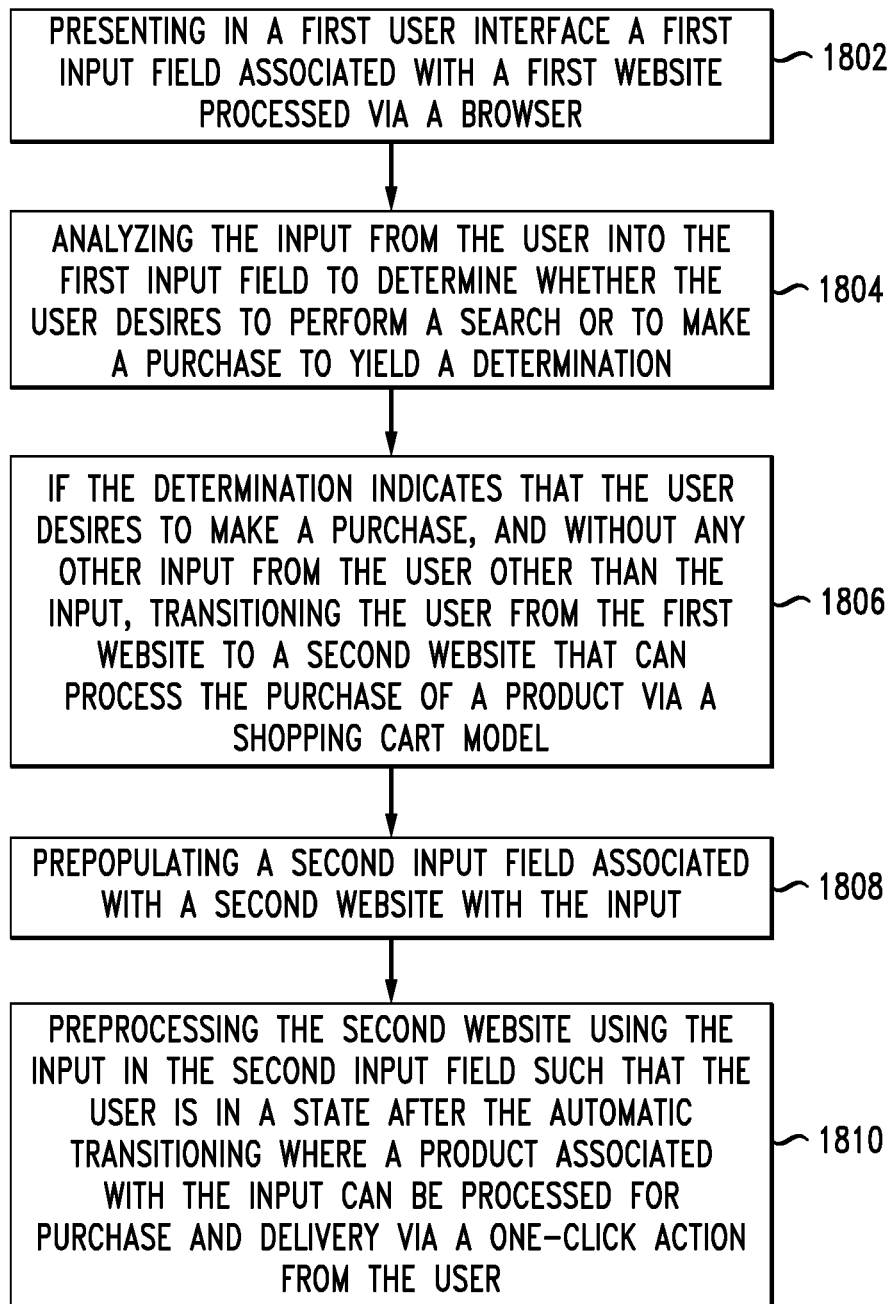 PRESENTING IN A FIRST USER INTERFACE A FIRST
INPUT FIELD ASSOCIATED WITH A FIRST WEBSITE
PROCESSED VIA A BROWSER
1802
ANALYZING THE INPUT FROM THE USER INTO THE
FIRST INPUT FIELD TO DETERMINE WHETHER THE
USER DESIRES TO PERFORM A SEARCH OR TO MAKE
A PURCHASE TO YIELD A DETERMINATION
1804
IF THE DETERMINATION INDICATES THAT THE USER
DESIRES TO MAKE A PURCHASE, AND WITHOUT ANY
OTHER INPUT FROM THE USER OTHER THAN THE
INPUT, TRANSITIONING THE USER FROM THE FIRST
WEBSITE TO A SECOND WEBSITE THAT CAN
PROCESS THE PURCHASE OF A PRODUCT VIA A
SHOPPING CART MODEL
1806
PREPOPULATING A SECOND INPUT FIELD ASSOCIATED
WITH A SECOND WEBSITE WITH THE INPUT
1808
PREPROCESSING THE SECOND WEBSITE USING THE
INPUT IN THE SECOND INPUT FIELD SUCH THAT THE
USER IS IN A STATE AFTER THE AUTOMATIC
TRANSITIONING WHERE A PRODUCT ASSOCIATED
WITH THE INPUT CAN BE PROCESSED FOR
PURCHASE AND DELIVERY VIA A ONE-CLICK ACTION
FROM THE USER
1810